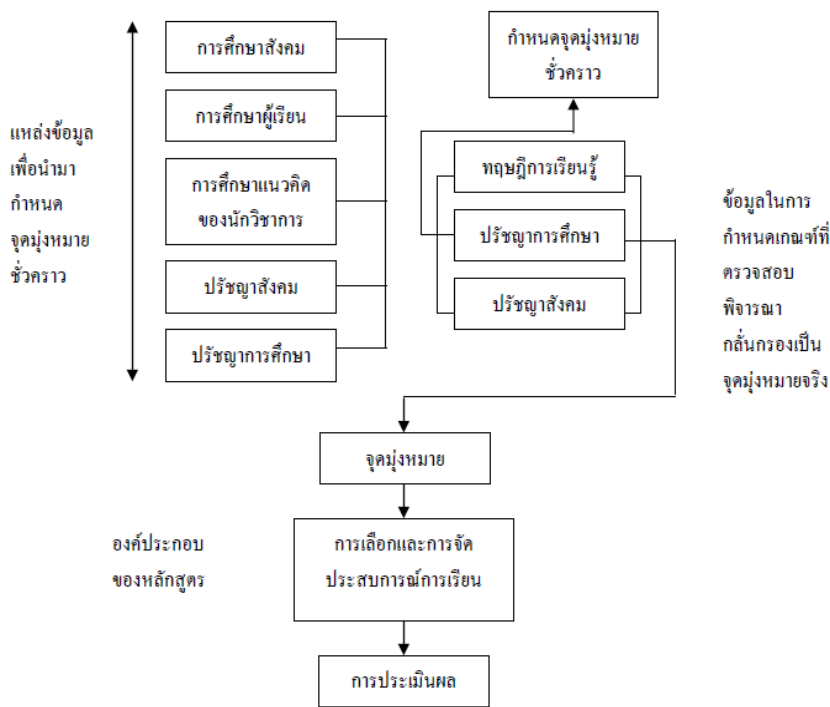 แหล่งข้อมูล
เพื่อนำมา
กำหนด
จุดมุ่งหมาย
ชั่วคราว
การศึกษาสังคม
การศึกษาผู้เรียน
การศึกษาแนวคิด
ของนักวิชาการ
ปรัชญาสังคม
ปรัชญาการศึกษา
กำหนดจุดมุ่งหมาย
ชั่วคราว
ทฤษฎีการเรียนรู้
ปรัชญาการศึกษา
ปรัชญาสังคม
ข้อมูลในการ
กำหนดเกณฑ์ที่
ตรวจสอบ
พิจารณา
กลั่นกรองเป็น
จุดมุ่งหมายจริง
จุดมุ่งหมาย
องค์ประกอบ
ของหลักสูตร
การเลือกและการจัด
ประสบการณ์การเรียน
การประเมินผล